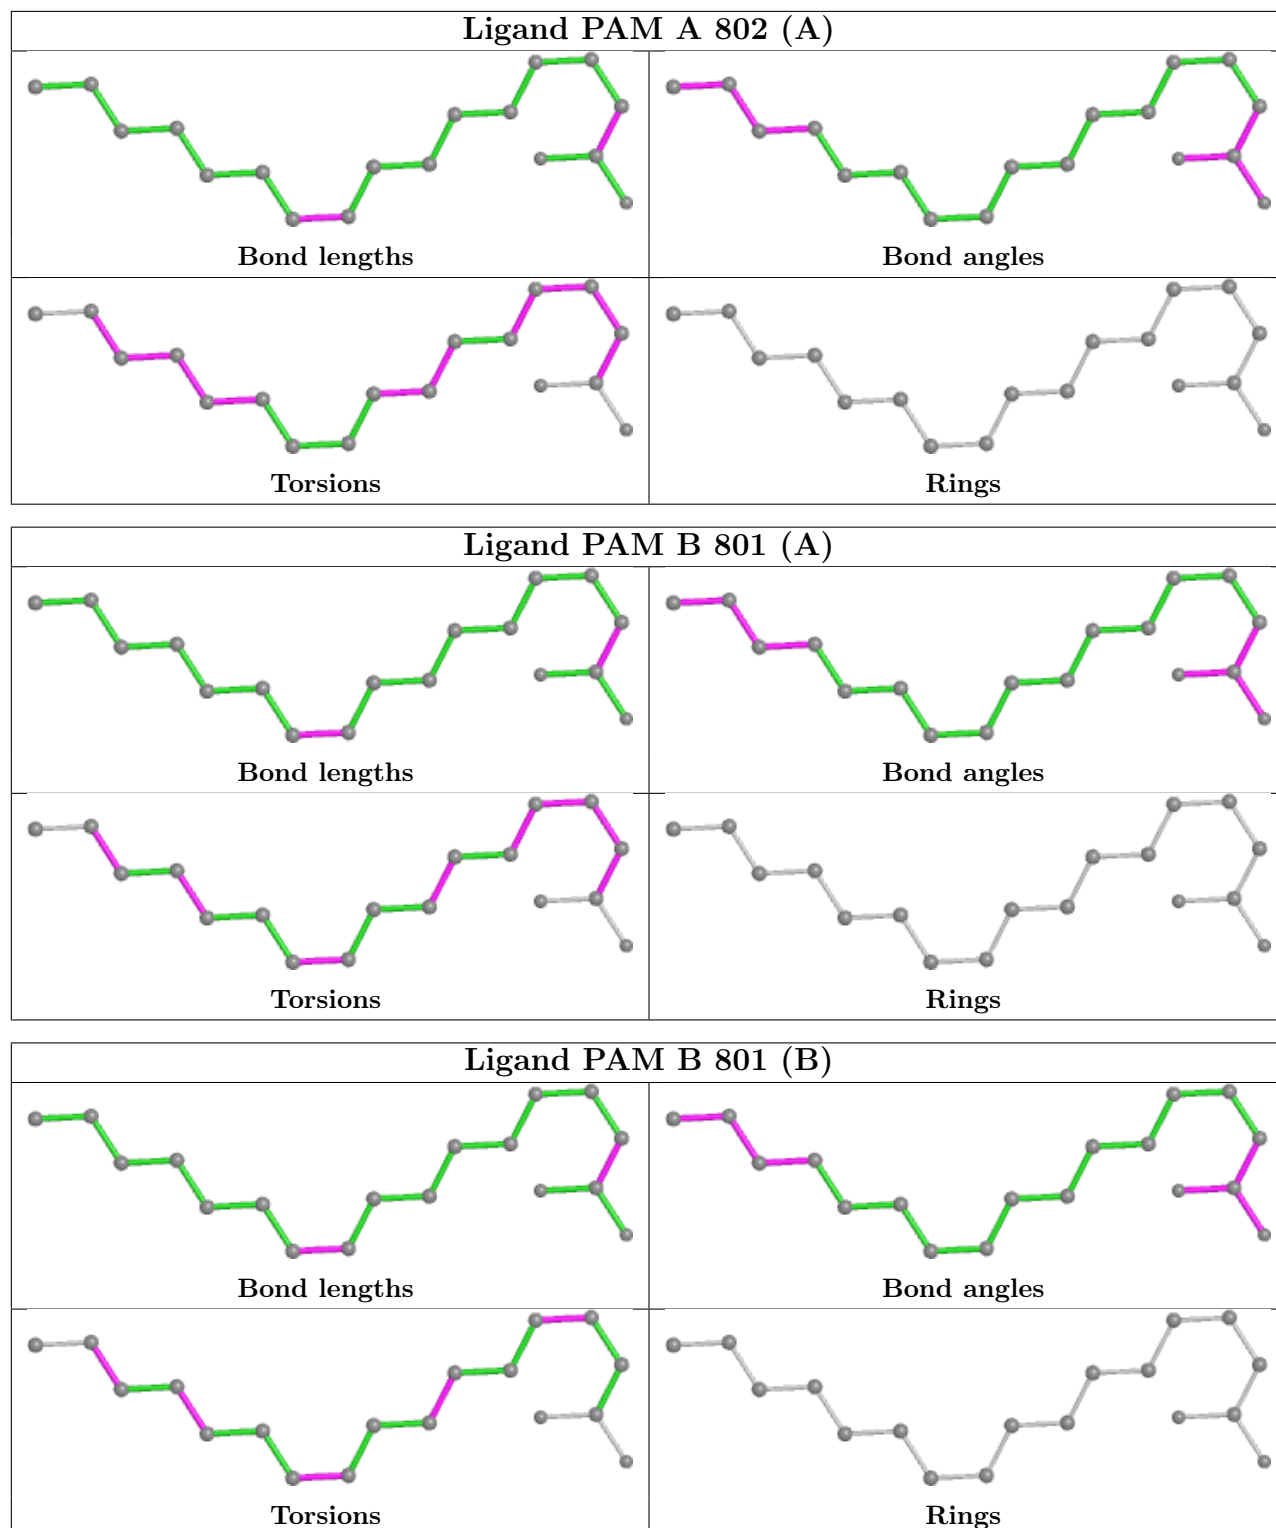 Ligand PAM A 802 (A)
Bond lengths
Bond angles
Torsions
Rings
Ligand PAM B 801 (A)
Bond lengths
Bond angles
Torsions
Rings
Ligand PAM B 801 (B)
Bond lengths
Bond angles
Torsions
Rings